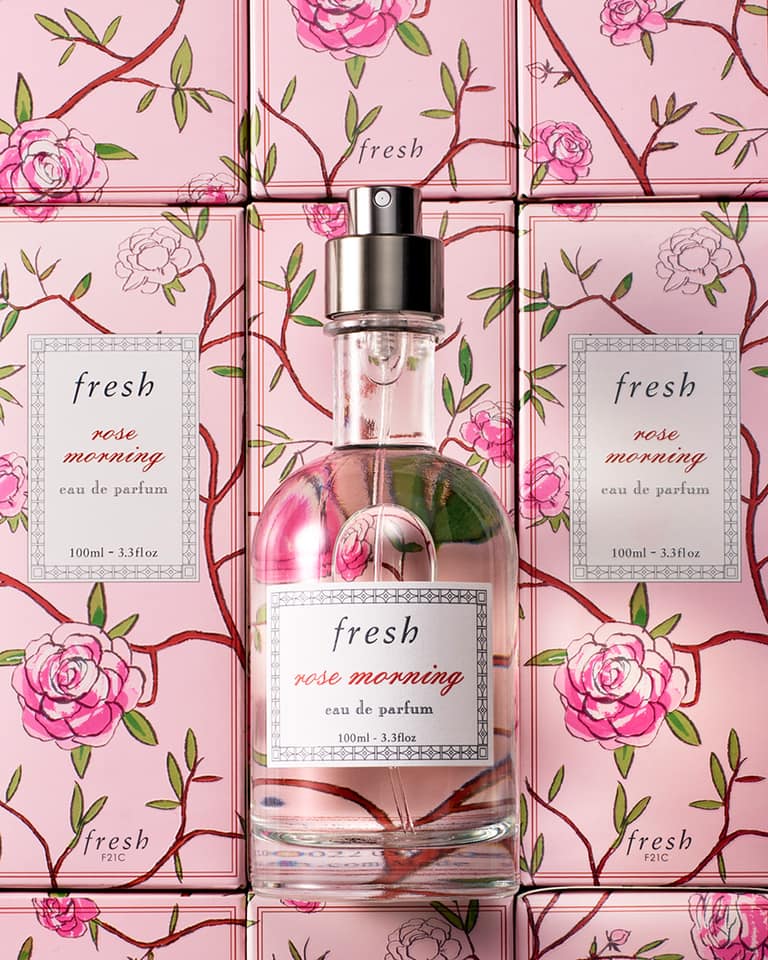 fresh
fresh
rose
morning
eau de parfum
100ml - 3.3floz
fresh
rose
morning
eau de parfum
100ml - 3.3floz
fresh
rose morning
eau de parfum
100ml - 3.3floz
fresh
F21C
fresh
F21C